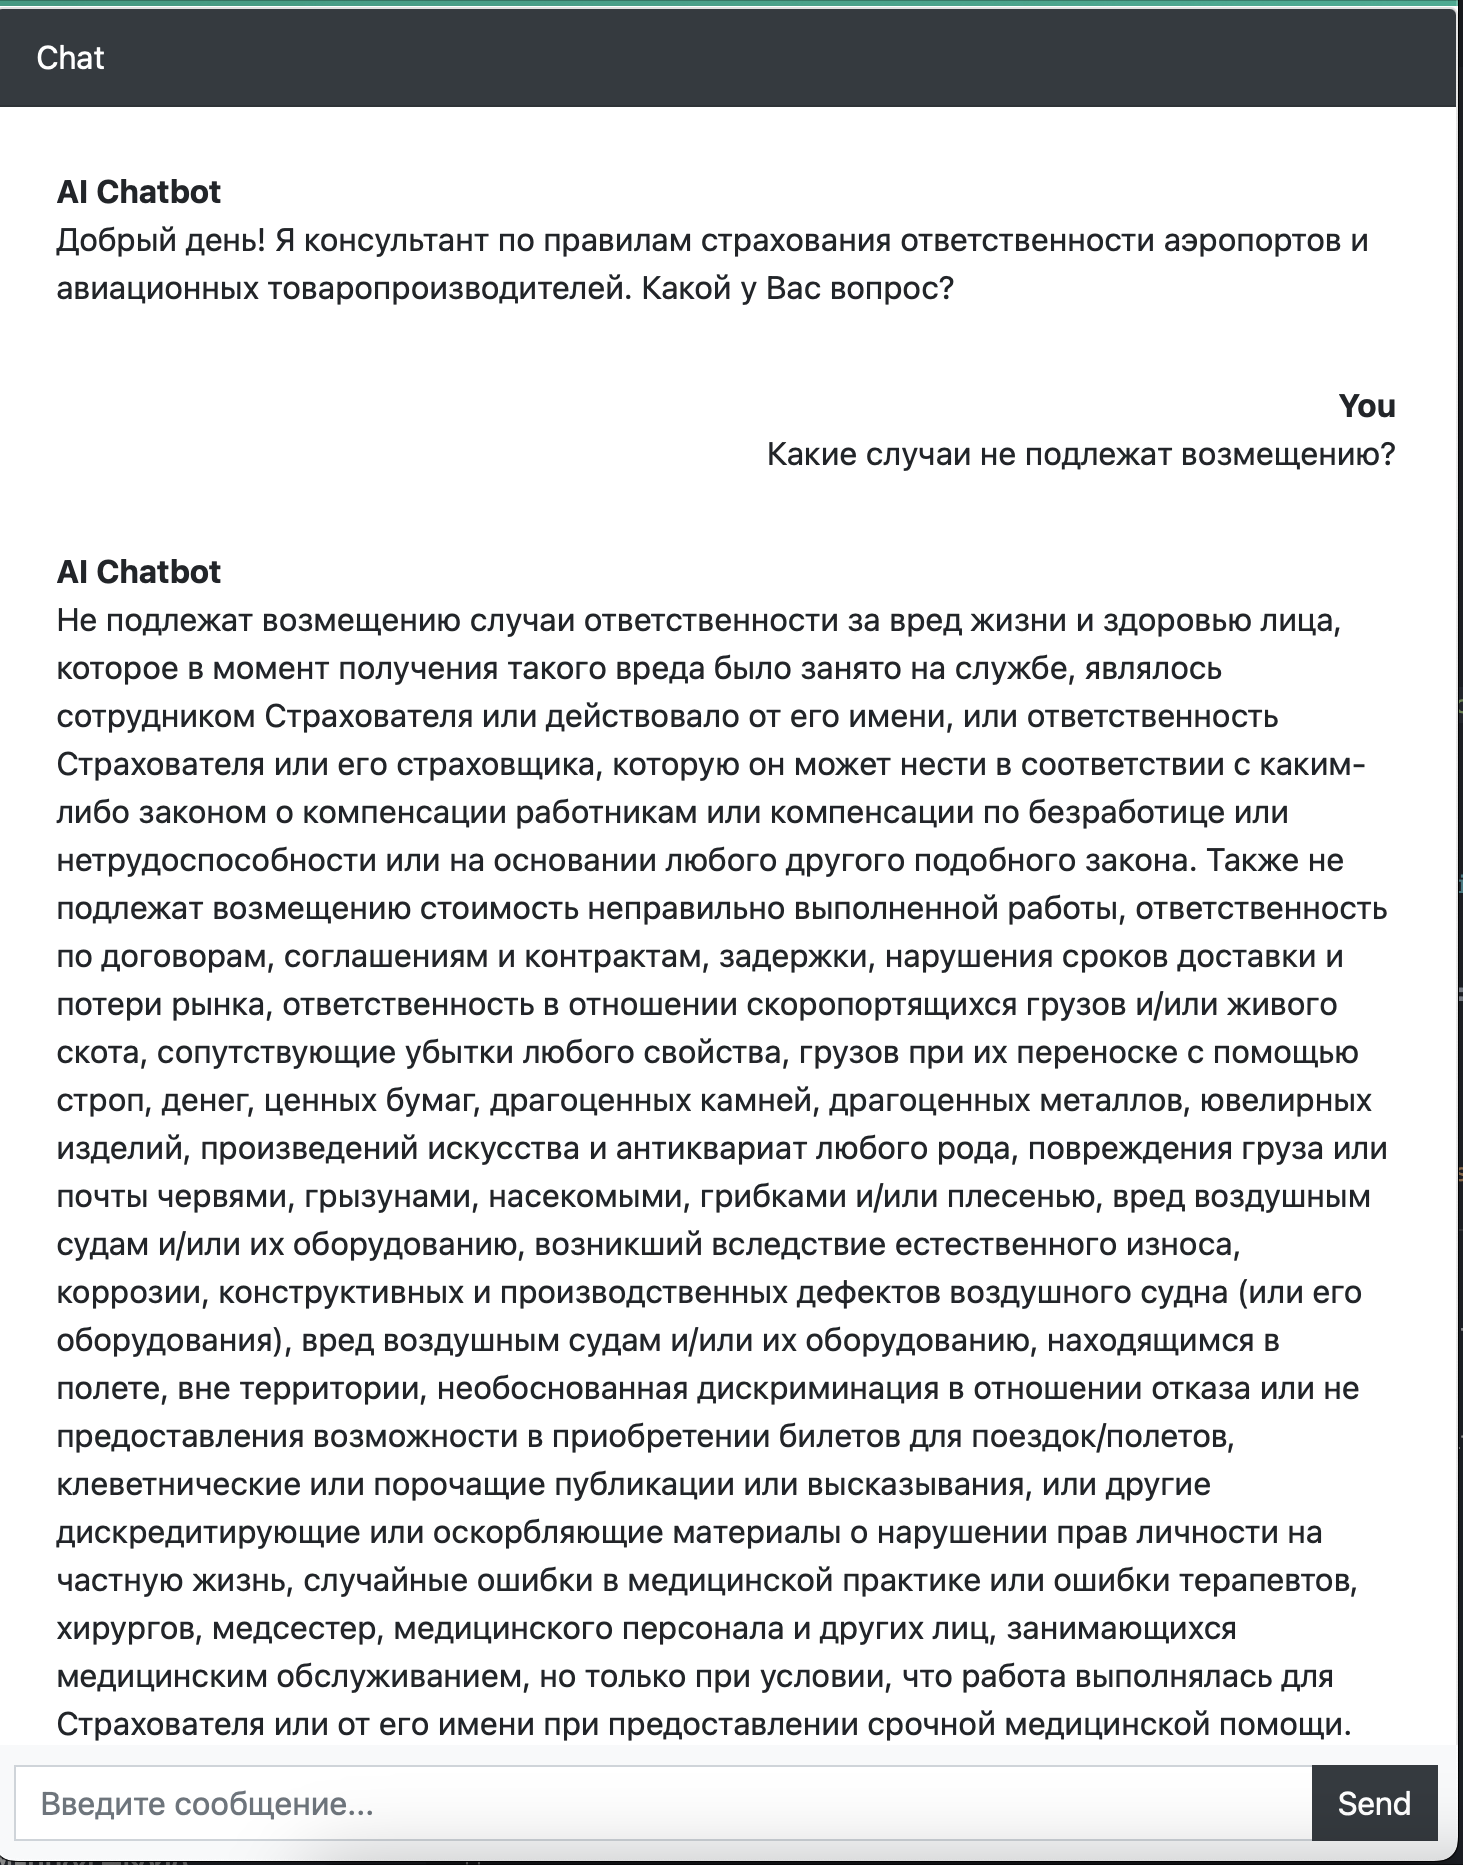 Chat
AI Chatbot
Добрый день! Я консультант по правилам страхования ответственности аэропортов и
авиационных товаропроизводителей. Какой у Вас вопрос?
You
Какие случаи не подлежат возмещению?
AI Chatbot
Не подлежат возмещению случаи ответственности за вред жизни и здоровью лица,
которое в момент получения такого вреда было занято на службе, являлось
сотрудником Страхователя или действовало от его имени, или ответственность
Страхователя или его страховщика, которую он может нести в соответствии с каким-
либо законом о компенсации работникам или компенсации по безработице или
нетрудоспособности или на основании любого другого подобного закона. Также не
подлежат возмещению стоимость неправильно выполненной работы, ответственность
по договорам, соглашениям и контрактам, задержки, нарушения сроков доставки и
потери рынка, ответственность в отношении скоропортящихся грузов и/или живого
скота, сопутствующие убытки любого свойства, грузов при их переноске с помощью
строп, денег, ценных бумаг, драгоценных камней, драгоценных металлов, ювелирных
изделий, произведений искусства и антиквариат любого рода, повреждения груза или
почты червями, грызунами, насекомыми, грибками и/или плесенью, вред воздушным
судам и/или их оборудованию, возникший вследствие естественного износа,
коррозии, конструктивных и производственных дефектов воздушного судна (или его
оборудования), вред воздушным судам и/или их оборудованию, находящимся в
полете, вне территории, необоснованная дискриминация в отношении отказа или не
предоставления возможности в приобретении билетов для поездок/полетов,
клеветнические или порочащие публикации или высказывания, или другие
дискредитирующие или оскорбляющие материалы о нарушении прав личности на
частную жизнь, случайные ошибки в медицинской практике или ошибки терапевтов,
хирургов, медсестер, медицинского персонала и других лиц, занимающихся
медицинским обслуживанием, но только при условии, что работа выполнялась для
Страхователя или от его имени при предоставлении срочной медицинской помощи.
Введите сообщение...
Send